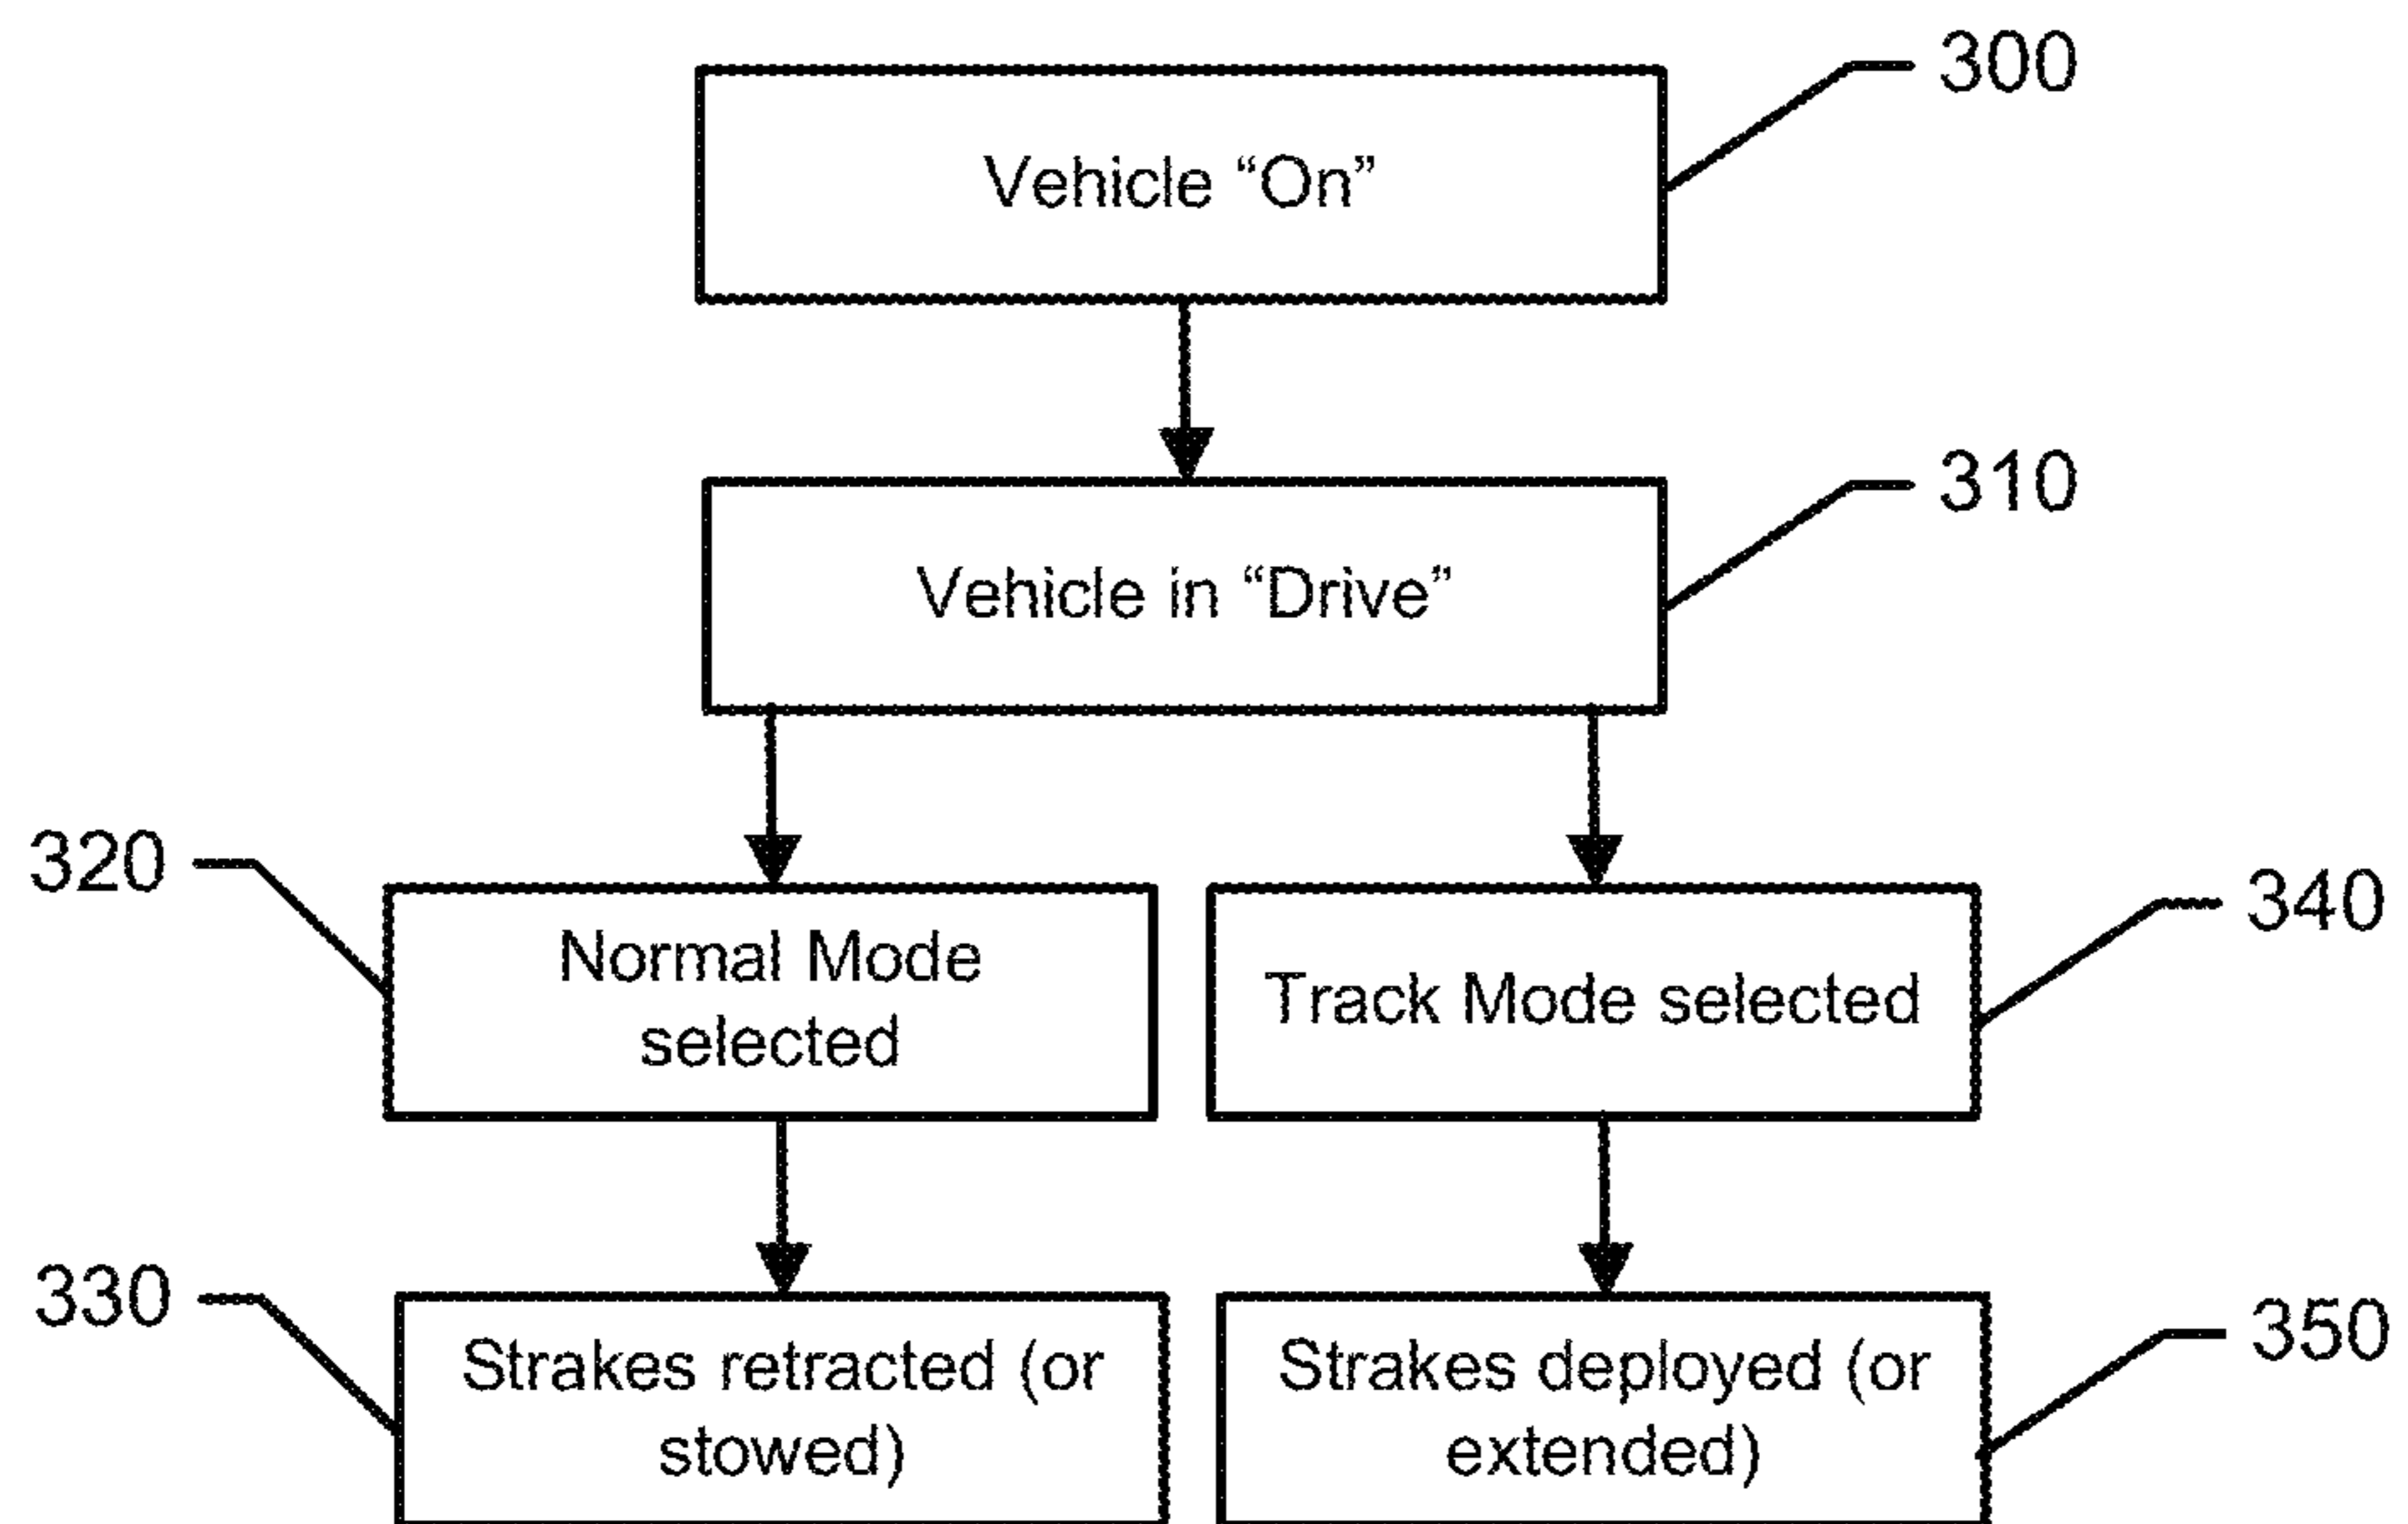 300
Vehicle “On”
310
Vehicle in “Drive”
320
Normal Mode
selected
340
Track Mode selected
330
Strakes retracted (or
stowed)
350
Strakes deployed (or
extended)